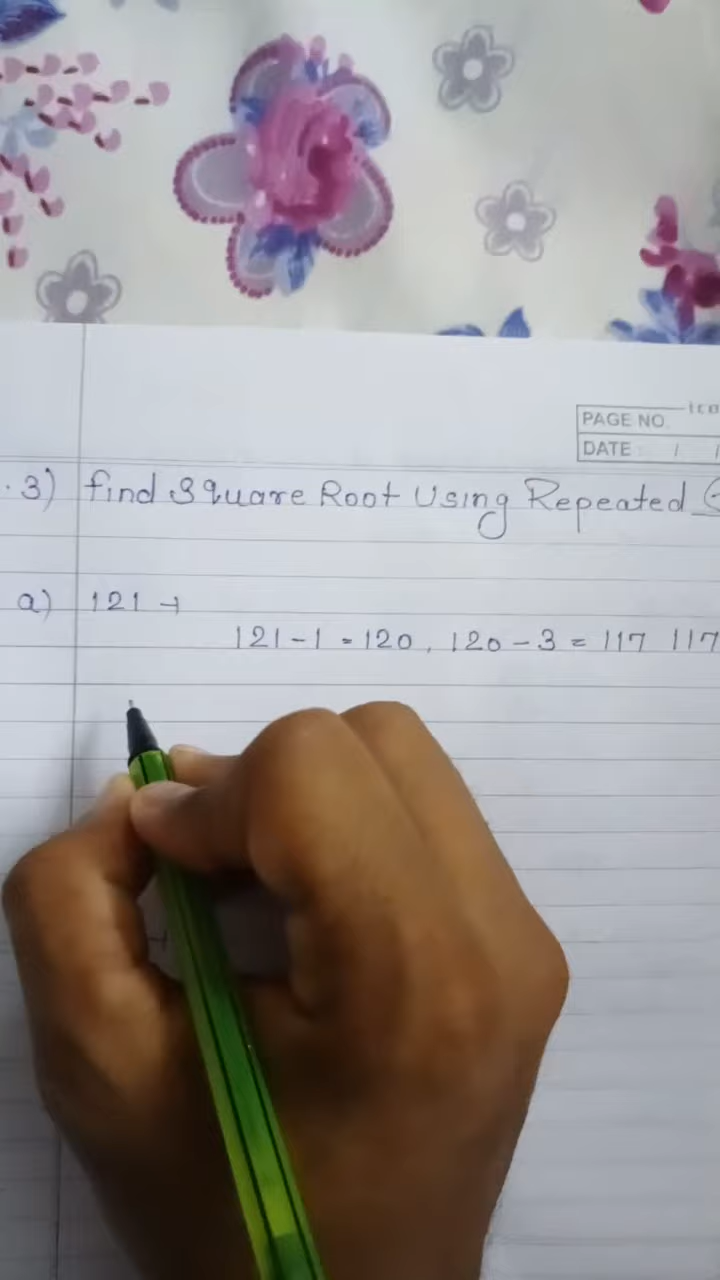 PAGE NO.
DATE: / /
.3) find Square Root Using Repeated
a) 121 →
121 - 1 = 120, 120 - 3 = 117 117